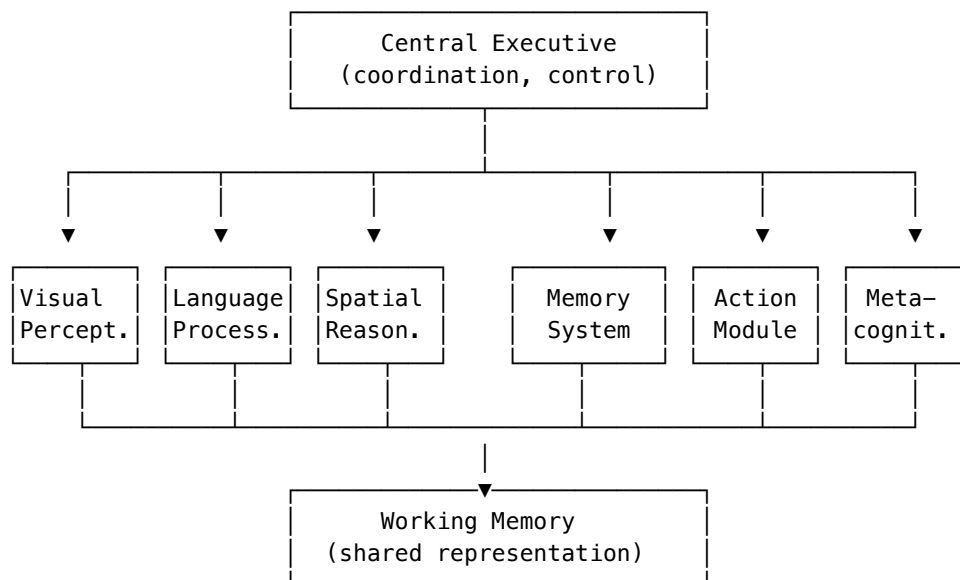 Central Executive
(coordination, control)
Visual Language Spatial Memory Action Meta-
Percept. Process. Reason. System Module cognit.
Working Memory
(shared representation)